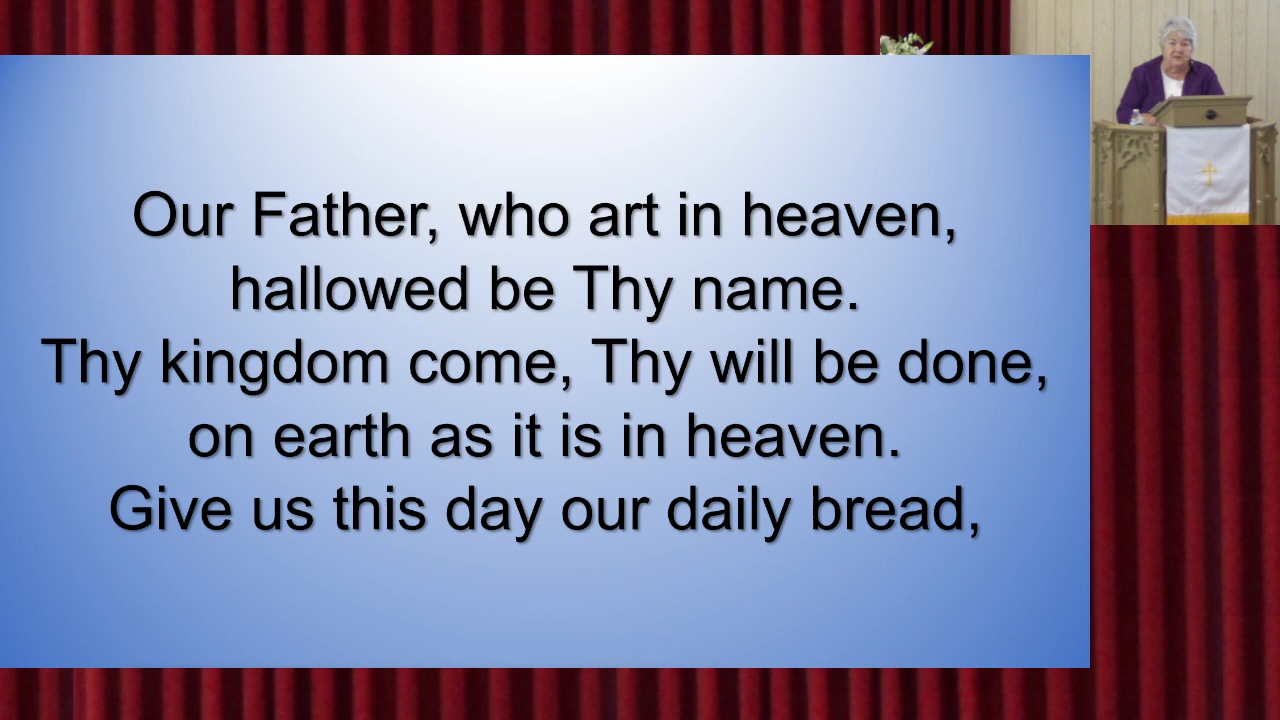 Our Father, who art in heaven,
hallowed be Thy name.
Thy kingdom come, Thy will be done,
on earth as it is in heaven.
Give us this day our daily bread,